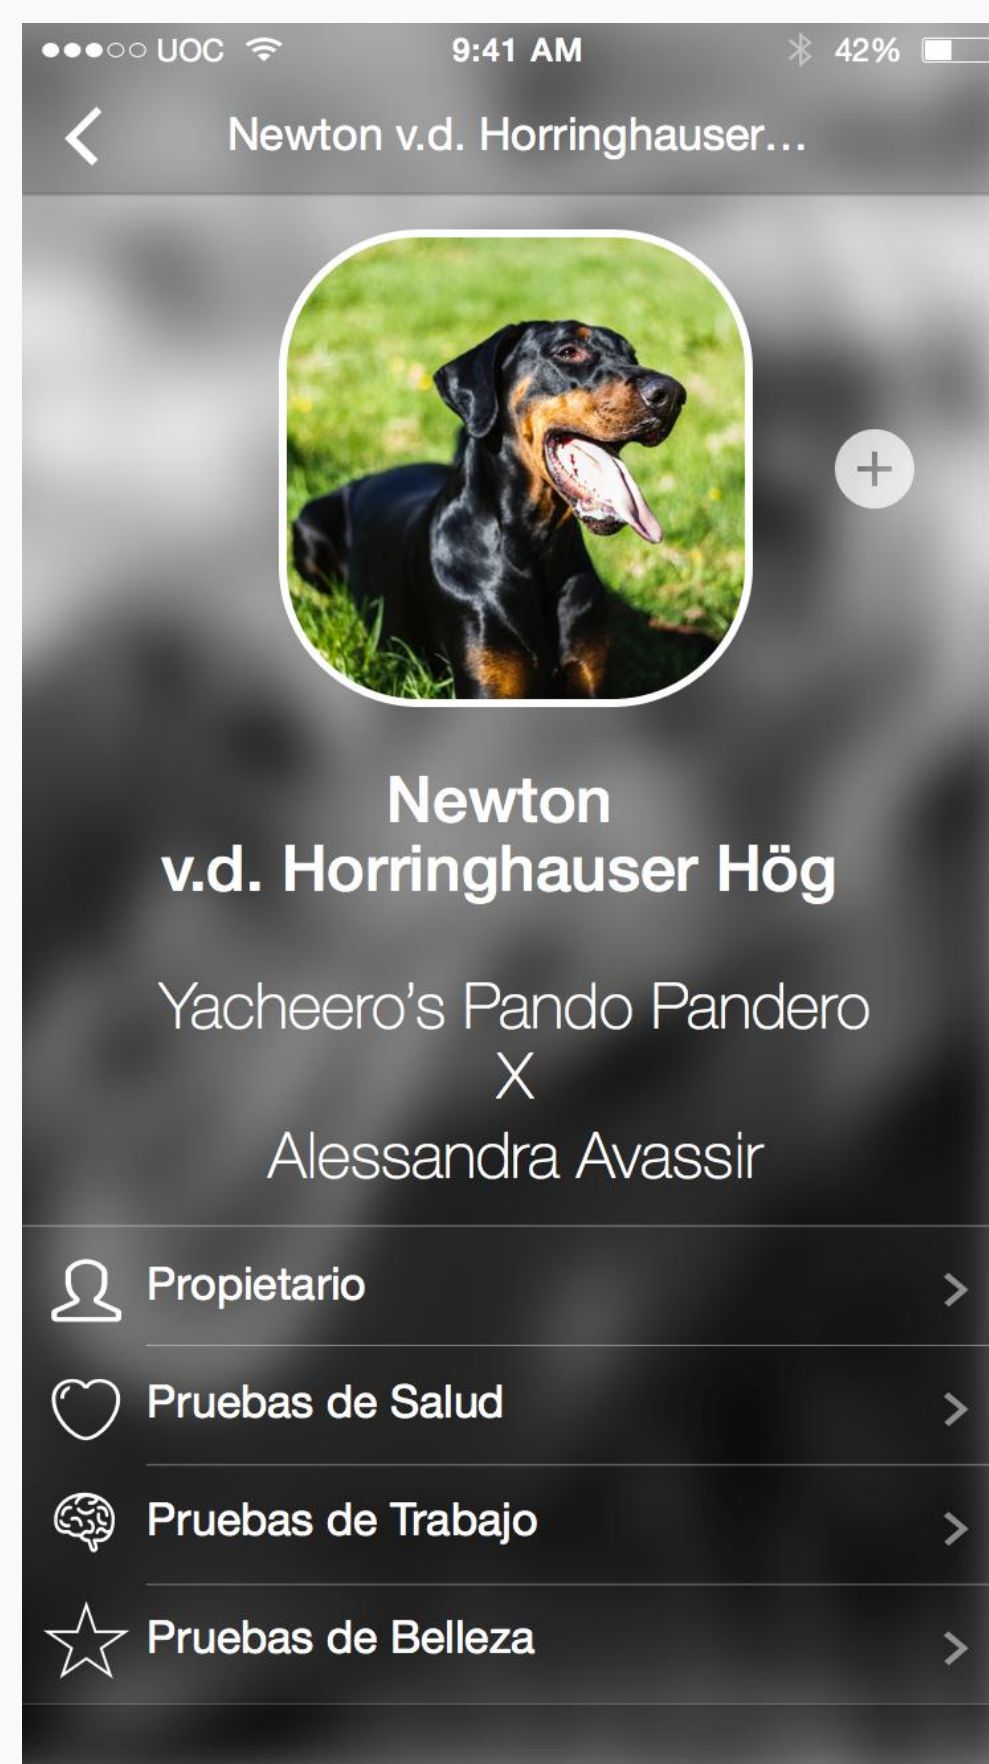 UOC 9:41 AM 42%
Newton v.d. Horringhauser...
Newton
v.d. Horringhauser Hög
Yacheero’s Pando Pandero
X
Alessandra Avassir
Propietario
Pruebas de Salud
Pruebas de Trabajo
Pruebas de Belleza